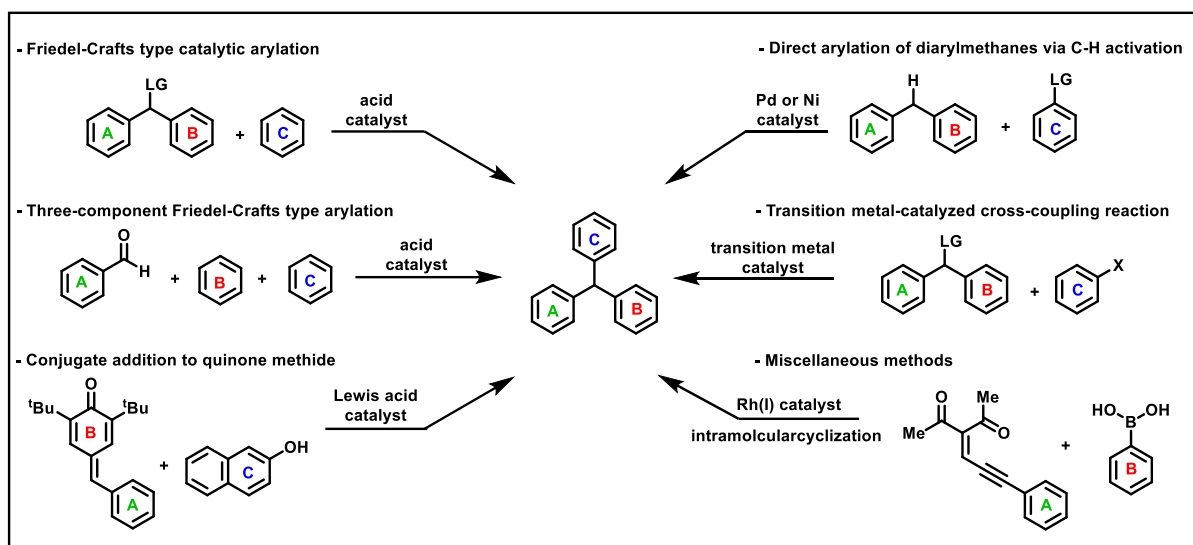 - Friedel-Crafts type catalytic arylation
LG
A
B
+
C
acid
catalyst
- Direct arylation of diarylmethanes via C-H activation
Pd or Ni
catalyst
H
A
B
+
LG
C
- Three-component Friedel-Crafts type arylation
O
H
A
+
B
+
C
acid
catalyst
C
A
B
- Transition metal-catalyzed cross-coupling reaction
transition metal
catalyst
LG
A
B
+
X
C
- Conjugate addition to quinone methide
O
tBu
tBu
B
A
+
OH
C
Lewis acid
catalyst
- Miscellaneous methods
Rh(I) catalyst
intramolcularcyclization
Me
O
Me
O
A
+
HO
OH
B
B